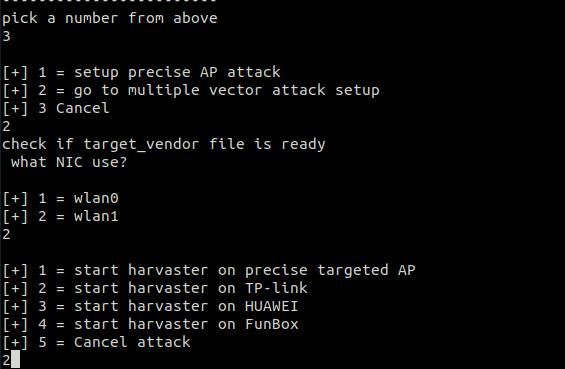 -----------------------
pick a number from above
3
[+] 1 = setup precise AP attack
[+] 2 = go to multiple vector attack setup
[+] 3 Cancel
2
check if target_vendor file is ready
what NIC use?
[+] 1 = wlan0
[+] 2 = wlan1
2
[+] 1 = start harvaster on precise targeted AP
[+] 2 = start harvaster on TP-link
[+] 3 = start harvaster on HUAWEI
[+] 4 = start harvaster on FunBox
[+] 5 = Cancel attack
2